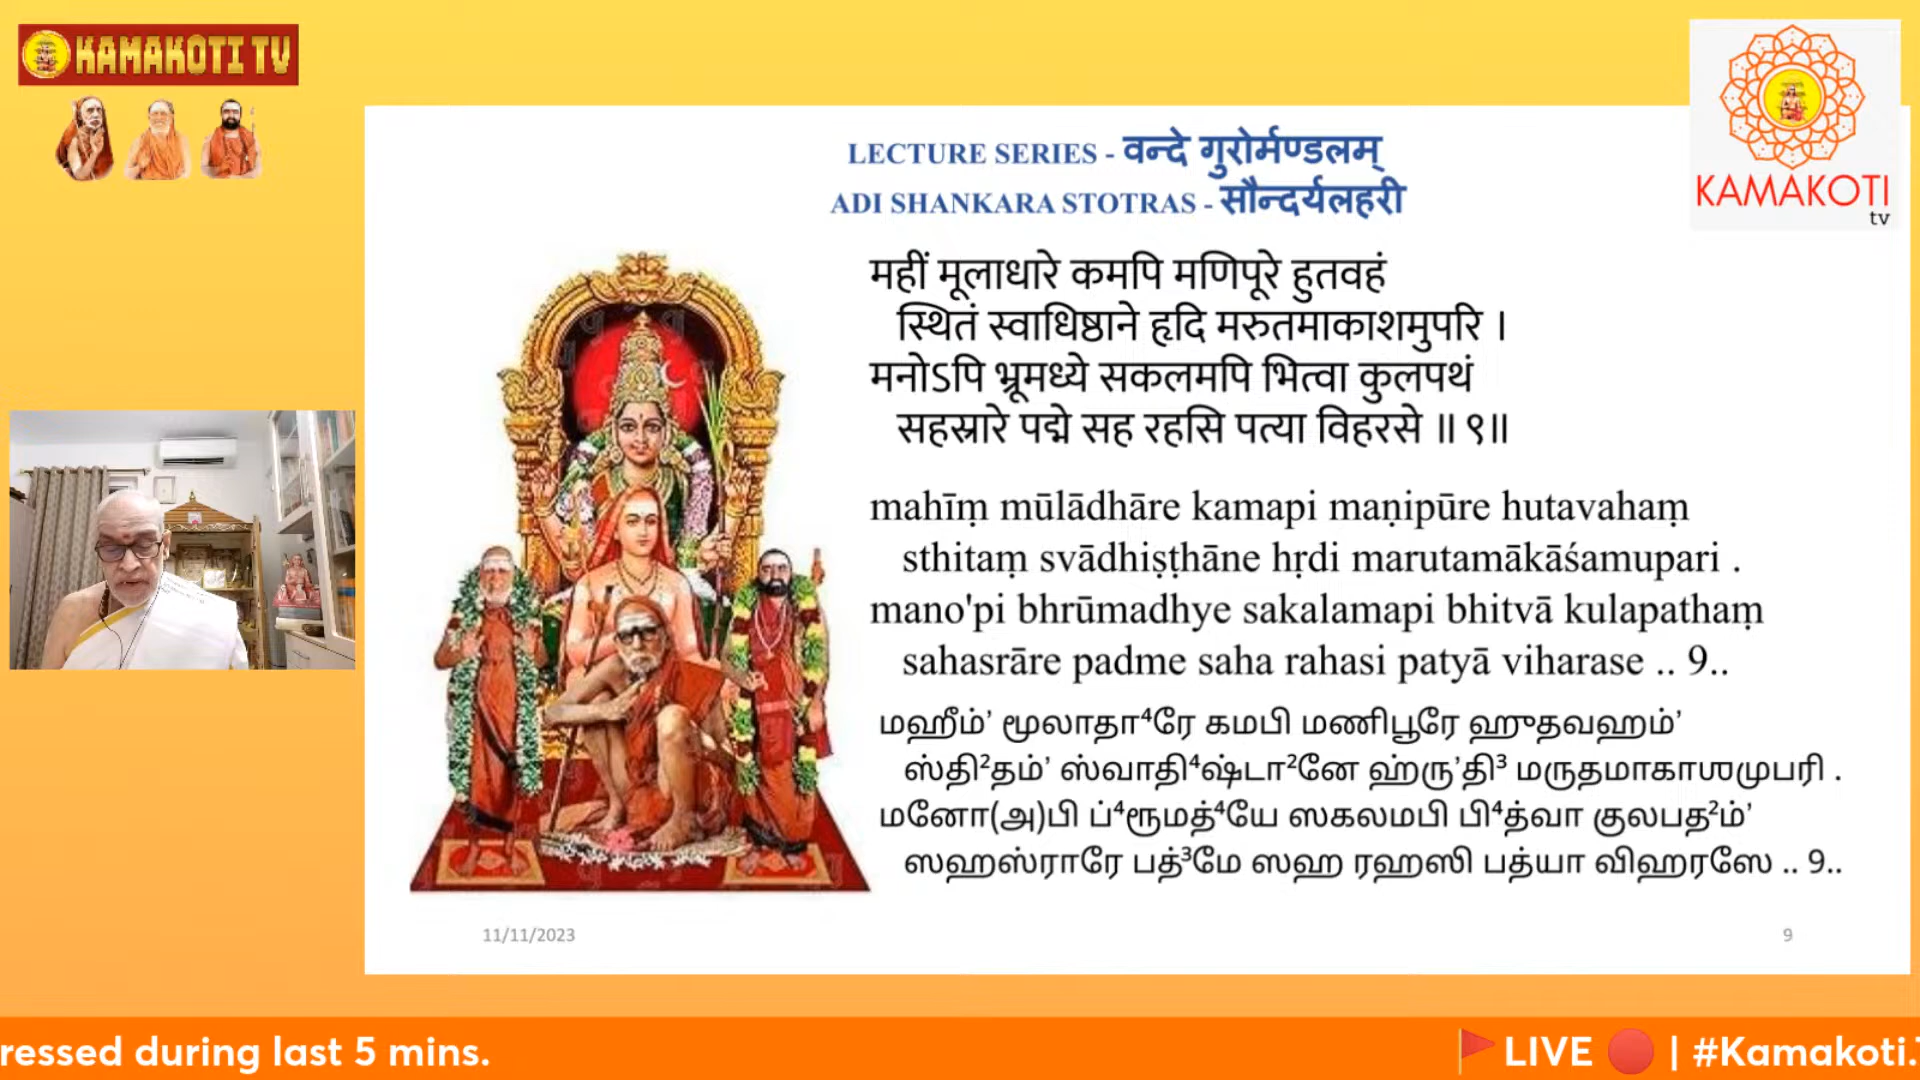 KAMAKOTI TV
KAMAKOTI
tv
LECTURE SERIES - वन्दे गुरोर्मण्डलम्
ADI SHANKARA STOTRAS - सौन्दर्यलहरी
महीं मूलाधारे कमपि मणिपूरे हुतवहं
स्थितं स्वाधिष्ठाने हृदि मरुतमाकाशमुपरि ।
मनोऽपि भ्रूमध्ये सकलमपि भित्वा कुलपथं
सहस्रारे पद्मे सह रहसि पत्या विहरसे ॥ ९॥
mahīṃ mūlādhāre kamapi maṇipūre hutavahaṃ
sthitaṃ svādhiṣṭhāne hṛdi marutamākāśamupari .
mano'pi bhrūmadhye sakalamapi bhitvā kulapathaṃ
sahasrāre padme saha rahasi patyā viharase .. 9..
மஹீம்ʼ மூலாதா⁴ரே கமபி மணிபூரே ஹுதவஹம்ʼ
ஸ்தி²தம்ʼ ஸ்வாதி⁴ஷ்டா²னே ஹ்ருʼதி³ மருதமாகாஶமுபரி .
மனோ(அ)பி ப்⁴ரூமத்⁴யே ஸகலமபி பி⁴த்வா குலபத²ம்ʼ
ஸஹஸ்ராரே பத்³மே ஸஹ ரஹஸி பத்யா விஹரஸே .. 9..
11/11/2023
9
ressed during last 5 mins.
LIVE | #Kamakoti.T